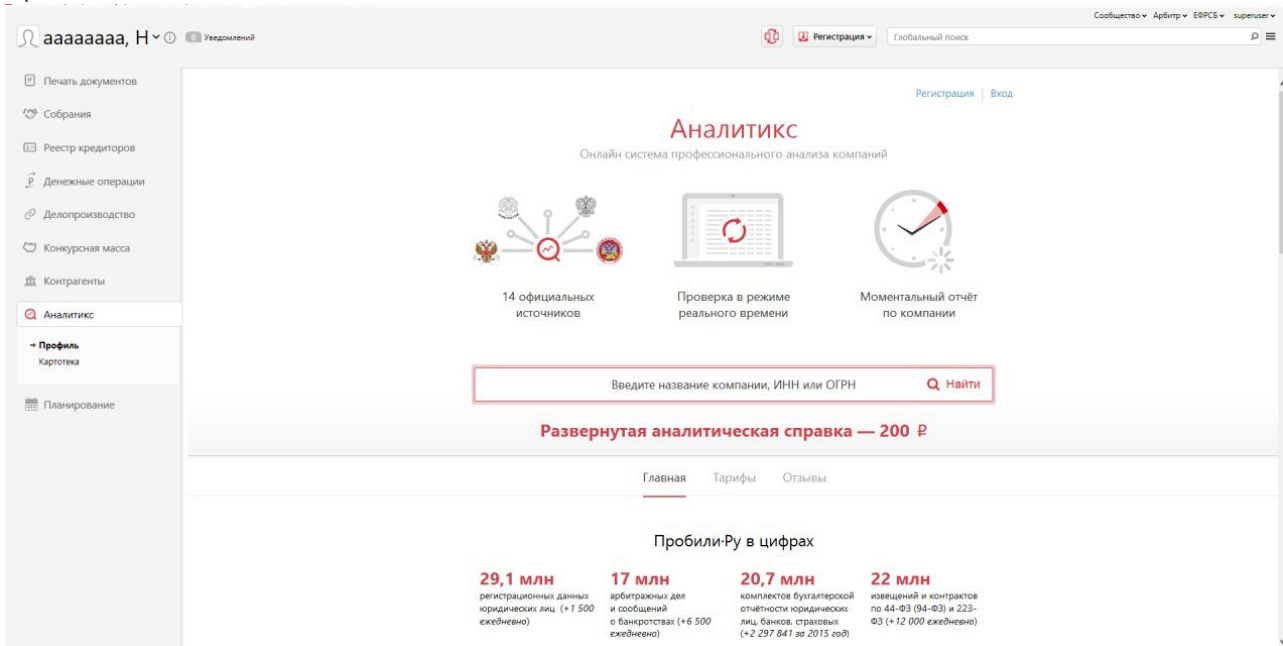 Сообщество Арбитр ЕФРСБ superuser
aaaaaaaa, Н
0 Уведомлений
Регистрация
Глобальный поиск
Печать документов
Собрания
Реестр кредиторов
Денежные операции
Делопроизводство
Конкурсная масса
Контрагенты
Аналитикс
→ Профиль
Картотека
Планирование
Регистрация | Вход
Аналитикс
Онлайн система профессионального анализа компаний
14 официальных
источников
Проверка в режиме
реального времени
Моментальный отчёт
по компании
Введите название компании, ИНН или ОГРН
Найти
Развернутая аналитическая справка — 200 ₽
Главная Тарифы Отзывы
Пробили·Ру в цифрах
29,1 млн
регистрационных данных
юридических лиц (+1 500
ежедневно)
17 млн
арбитражных дел
и сообщений
о банкротствах (+6 500
ежедневно)
20,7 млн
комплектов бухгалтерской
отчётности юридических
лиц, банков, страховых
(+2 297 841 за 2015 год)
22 млн
извещений и контрактов
по 44-ФЗ (94-ФЗ) и 223-
ФЗ (+12 000 ежедневно)